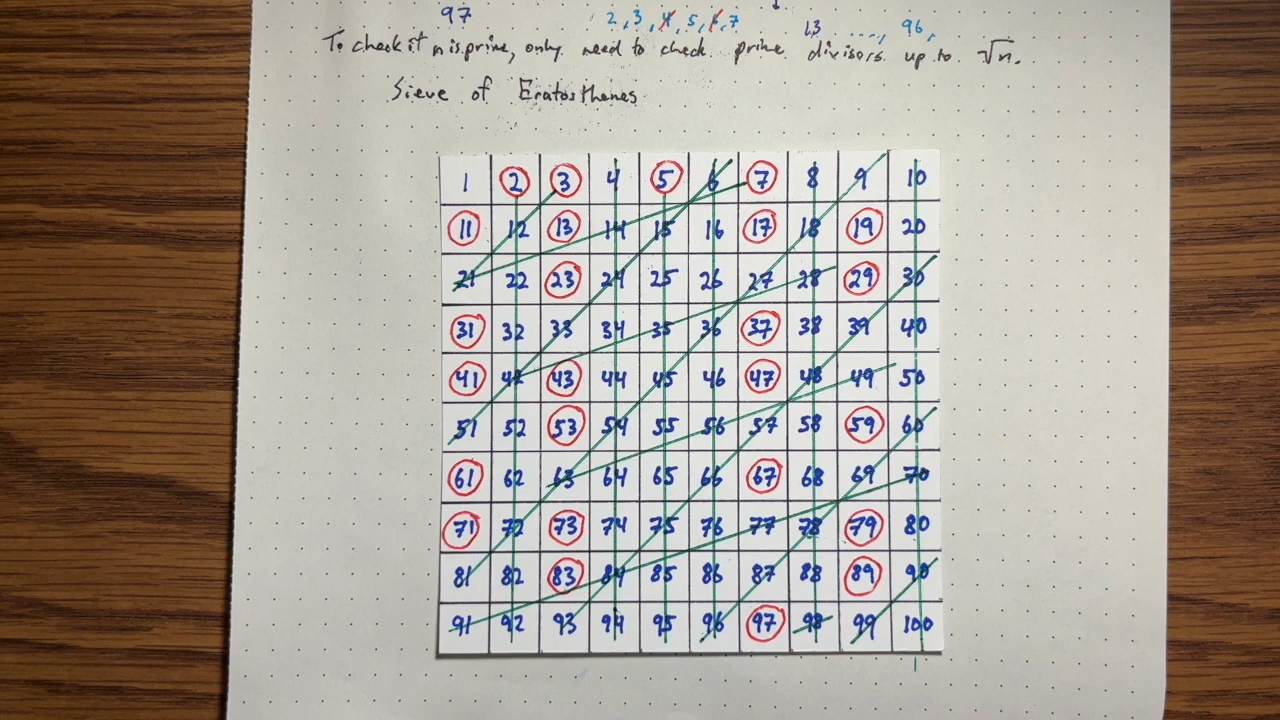 97 2, 3, 4, 5, 6, 7 13 ...., 96,
To check if n is prime, only need to check prime divisors up to √n.
Sieve of Eratosthenes
1 2 3 4 5 6 7 8 9 10
11 12 13 14 15 16 17 18 19 20
21 22 23 24 25 26 27 28 29 30
31 32 33 34 35 36 37 38 39 40
41 42 43 44 45 46 47 48 49 50
51 52 53 54 55 56 57 58 59 60
61 62 63 64 65 66 67 68 69 70
71 72 73 74 75 76 77 78 79 80
81 82 83 84 85 86 87 88 89 90
91 92 93 94 95 96 97 98 99 100